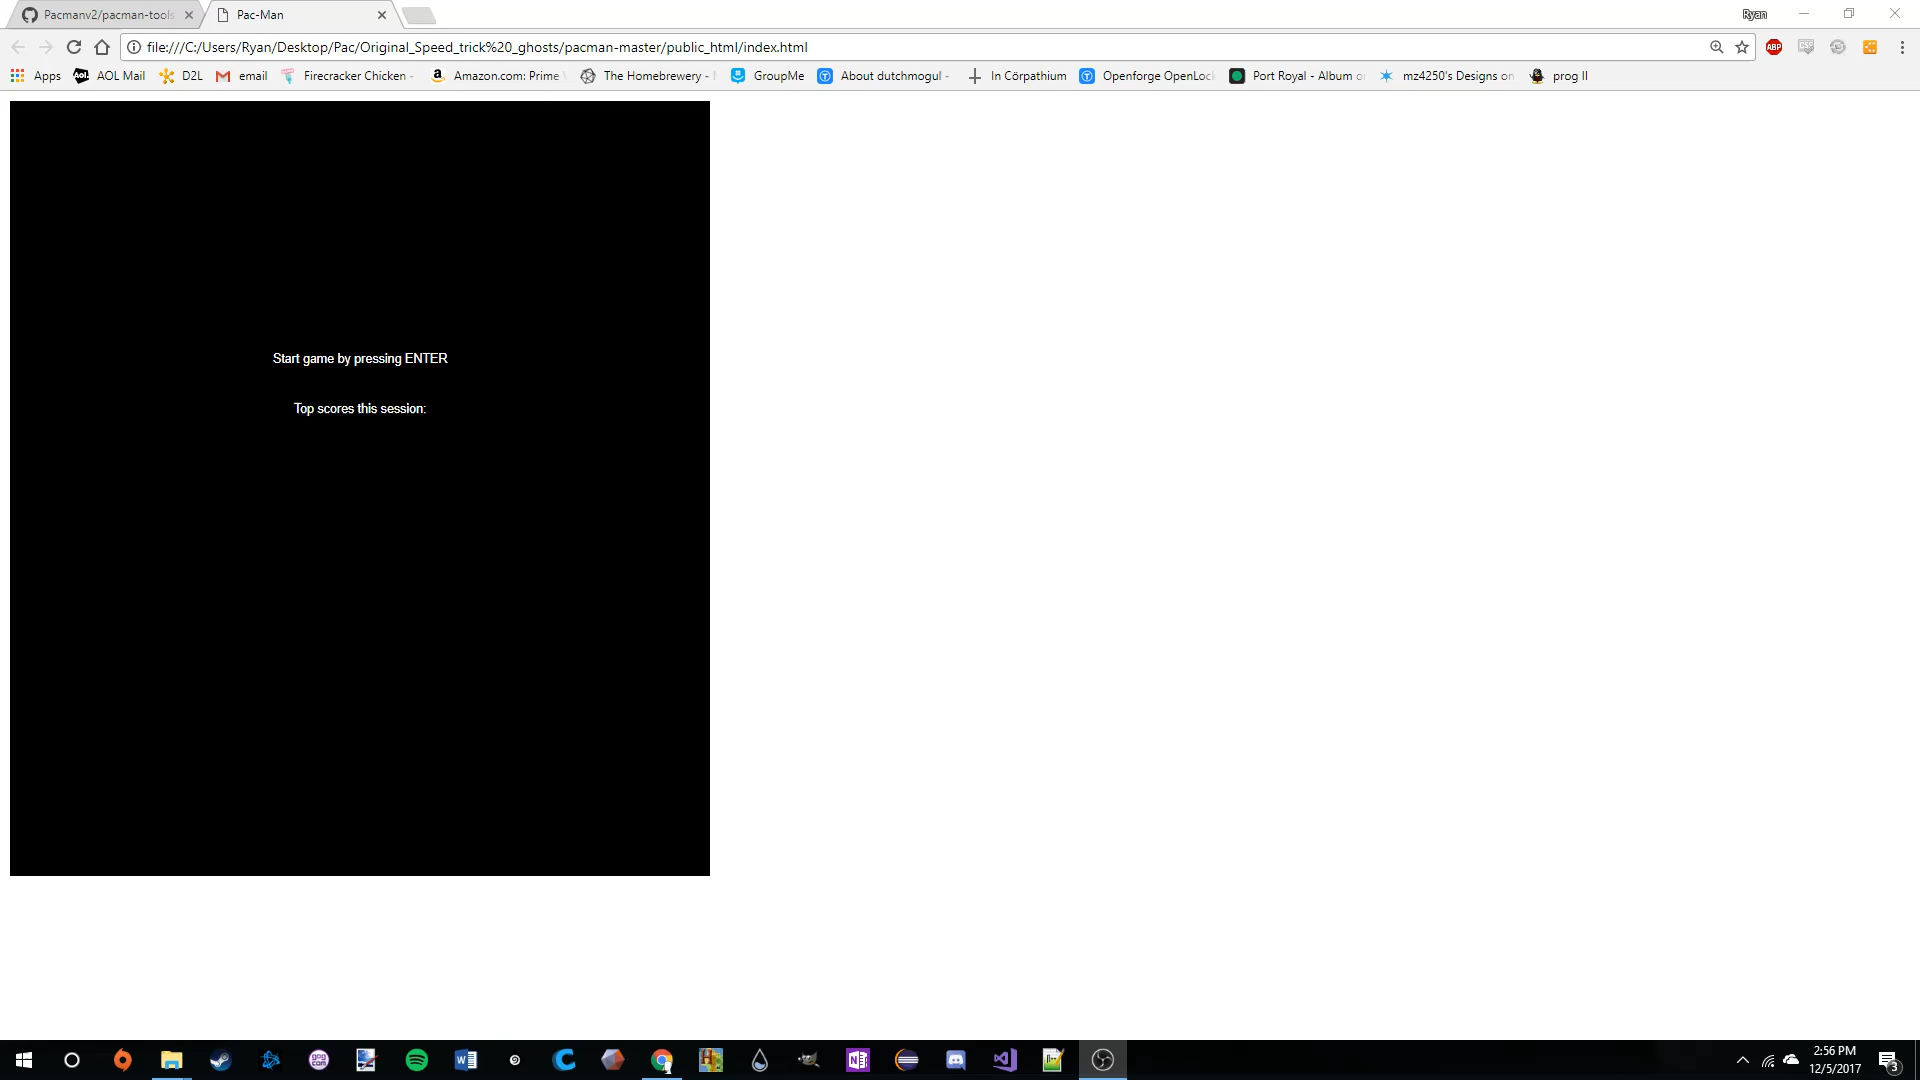 Pacmanv2/pacman-tools
Pac-Man
Ryan
file:///C:/Users/Ryan/Desktop/Pac/Original_Speed_trick%20_ghosts/pacman-master/public_html/index.html
ABP
Apps
AOL Mail
D2L
email
Firecracker Chicken -
Amazon.com: Prime
The Homebrewery -
GroupMe
About dutchmogul -
In Cörpathium
Openforge OpenLoc
Port Royal - Album o
mz4250's Designs on
prog II
Start game by pressing ENTER
Top scores this session:
2:56 PM
12/5/2017
3